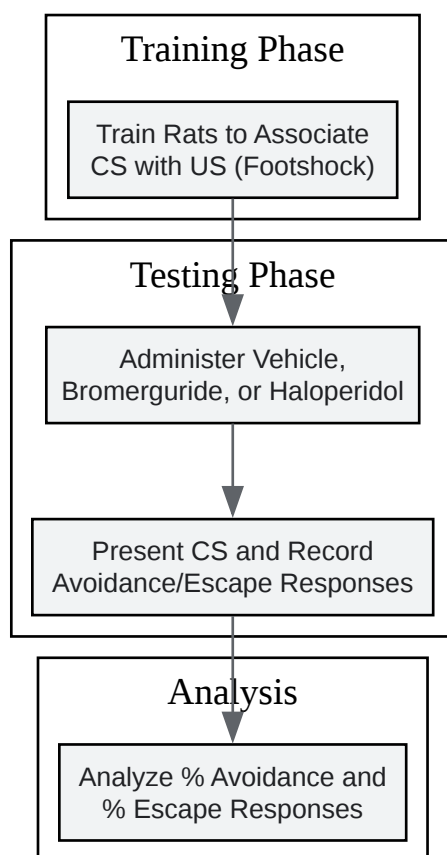 Training Phase
Train Rats to Associate
CS with US (Footshock)
Testing Phase
Administer Vehicle,
Bromerguride, or Haloperidol
Present CS and Record
Avoidance/Escape Responses
Analysis
Analyze % Avoidance and
% Escape Responses